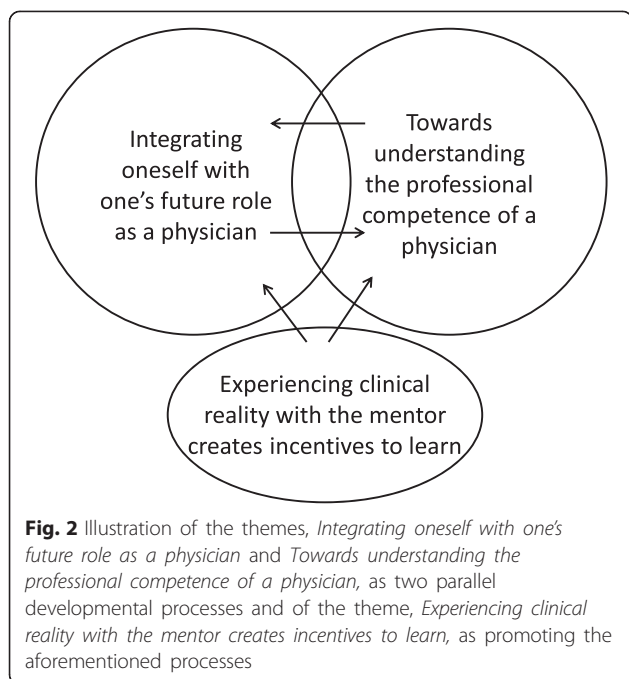 Integrating
oneself with
one's future role
as a physician
Towards
understanding
the professional
competence of a
physician
Experiencing clinical
reality with the mentor
creates incentives to learn
Fig. 2 Illustration of the themes, Integrating oneself with one's
future role as a physician and Towards understanding the
professional competence of a physician, as two parallel
developmental processes and of the theme, Experiencing clinical
reality with the mentor creates incentives to learn, as promoting the
aforementioned processes